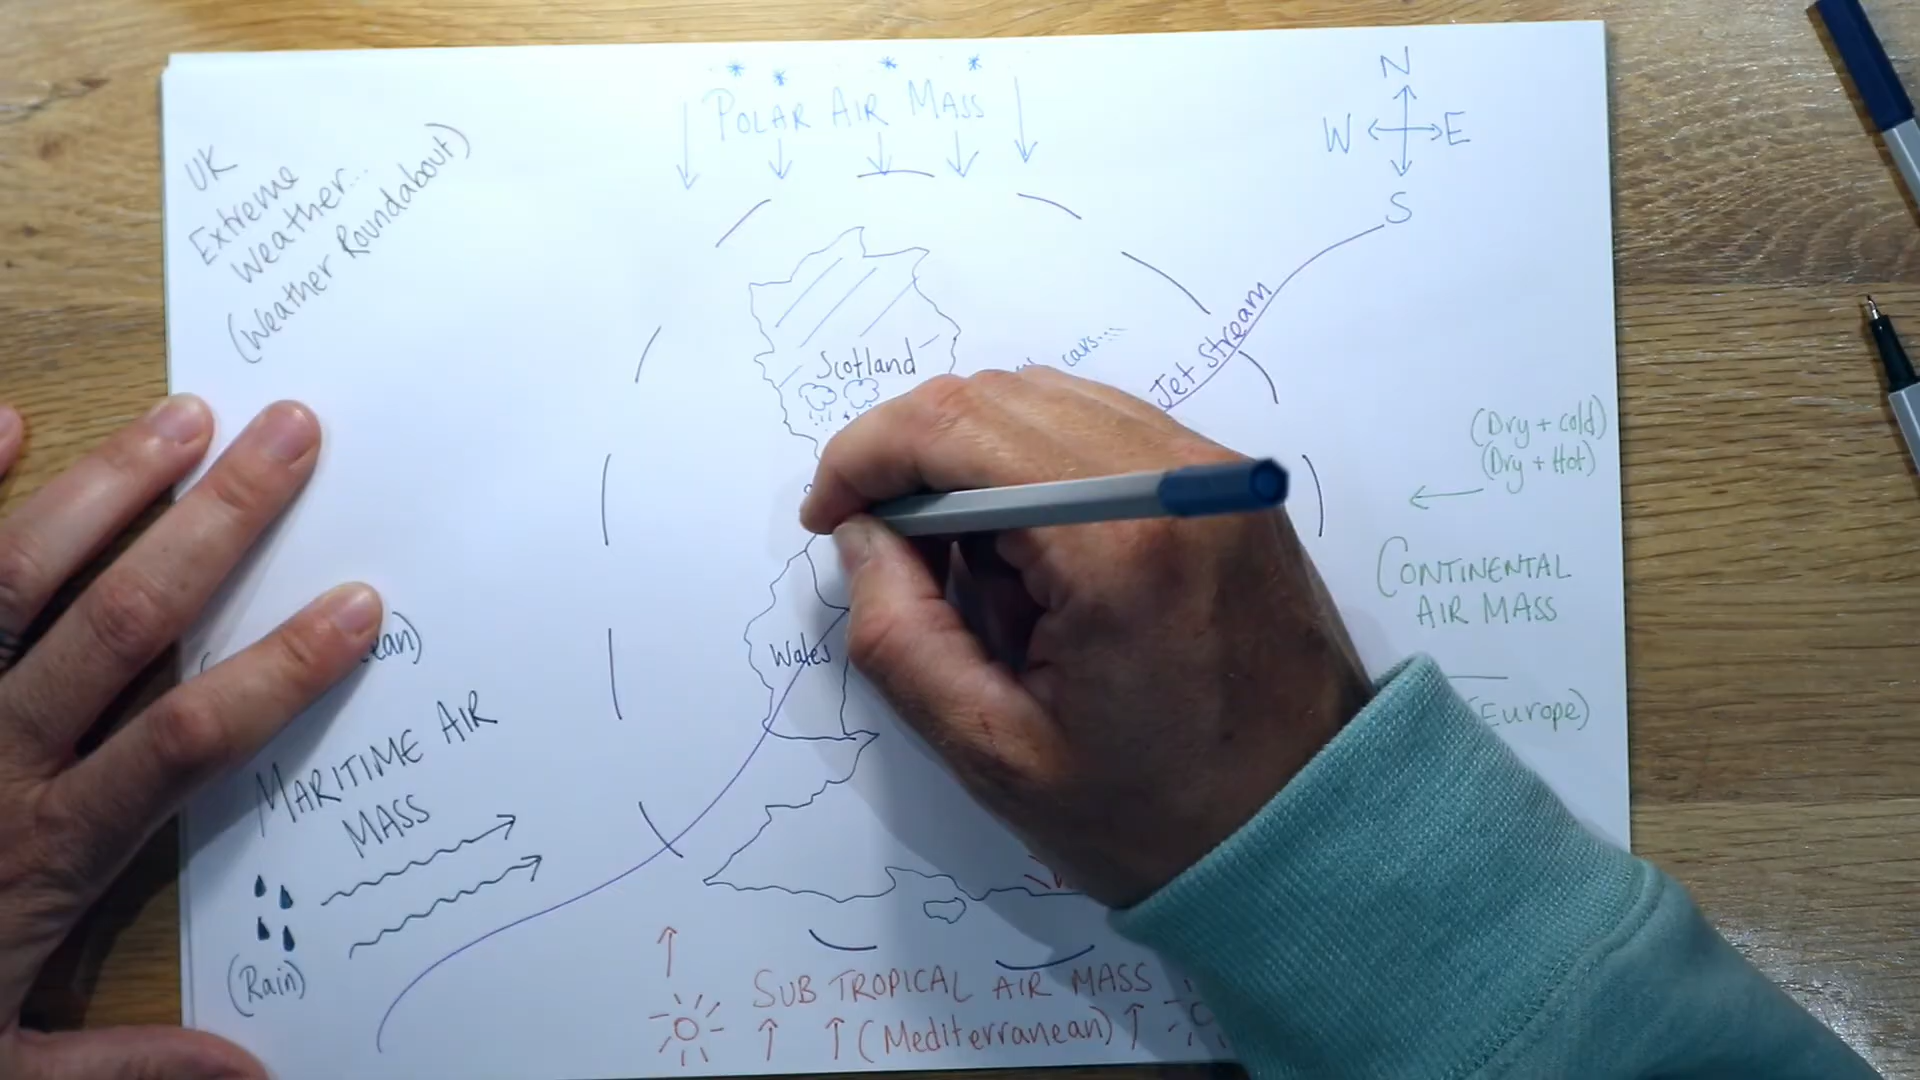 UK
Extreme
Weather...
(Weather Roundabout)
POLAR AIR MASS
N
W E
S
Scotland
cars....
Jet Stream
(Dry + cold)
(Dry + Hot)
CONTINENTAL
AIR MASS
(Europe)
Wales
MARITIME AIR
MASS
(Rain)
SUB TROPICAL AIR MASS
(Mediterranean)